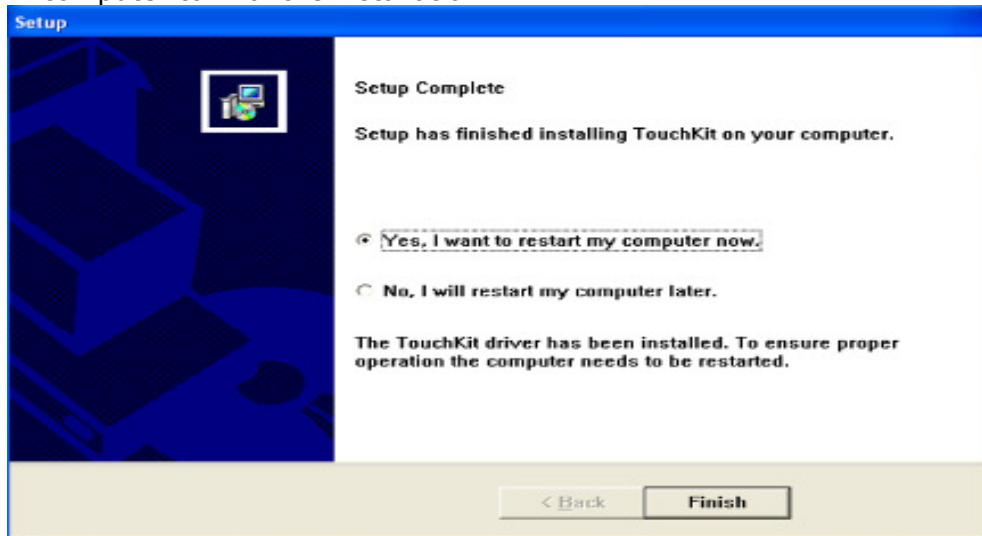 Setup
Setup Complete
Setup has finished installing TouchKit on your computer.
Yes, I want to restart my computer now.
No, I will restart my computer later.
The TouchKit driver has been installed. To ensure proper
operation the computer needs to be restarted.
< Back
Finish